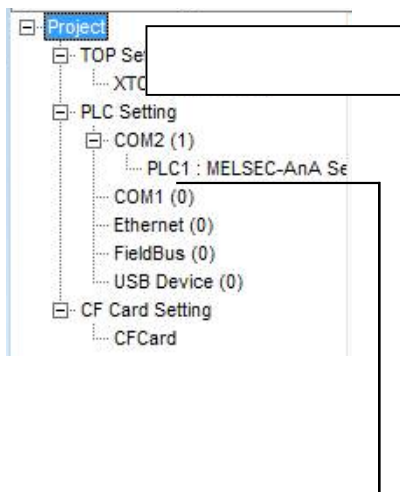 Project
TOP Se
XTO
PLC Setting
COM2 (1)
PLC1 : MELSEC-AnA Se
COM1 (0)
Ethernet (0)
FieldBus (0)
USB Device (0)
CF Card Setting
CFCard